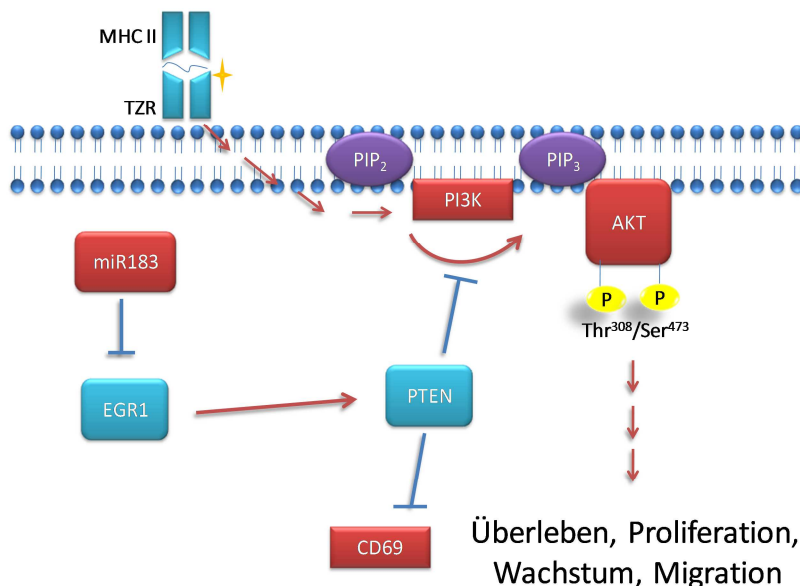 MHC II
TZR
PIP₂
PIP₃
PI3K
AKT
miR183
P P
Thr³⁰⁸/Ser⁴⁷³
EGR1
PTEN
CD69
Überleben, Proliferation,
Wachstum, Migration